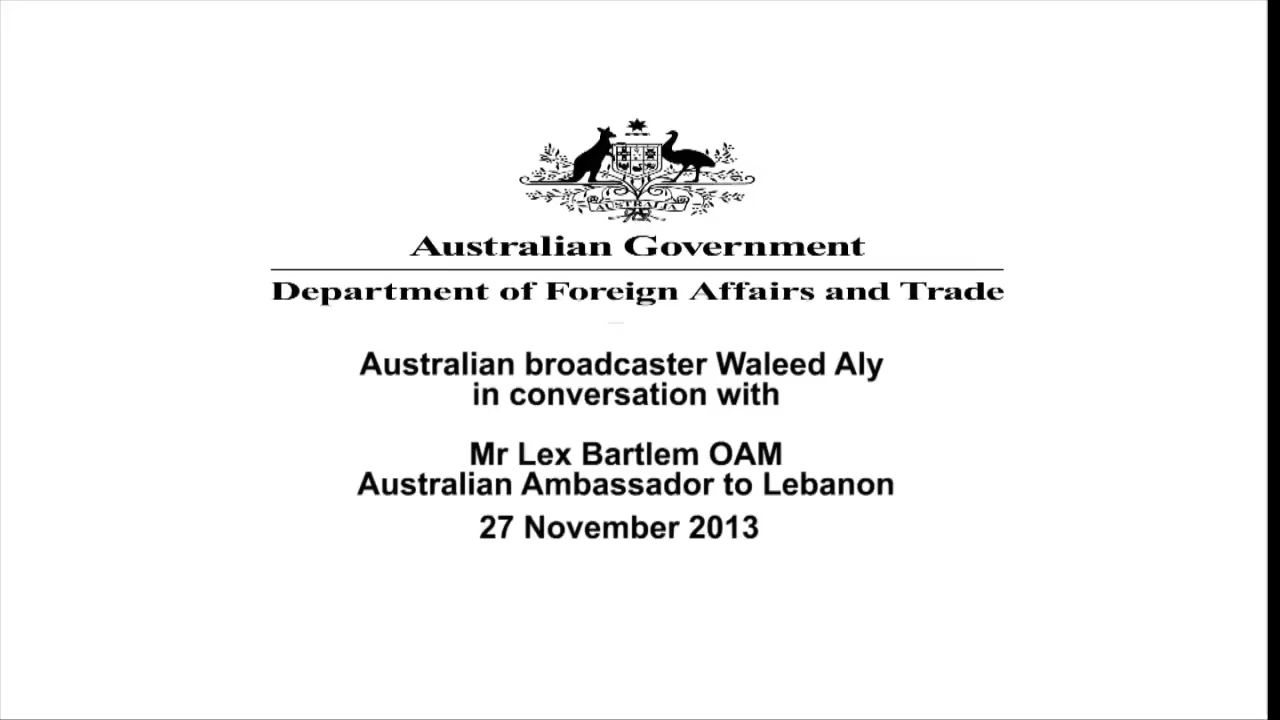 AUSTRALIA
Australian Government
Department of Foreign Affairs and Trade
Australian broadcaster Waleed Aly
in conversation with
Mr Lex Bartlem OAM
Australian Ambassador to Lebanon
27 November 2013